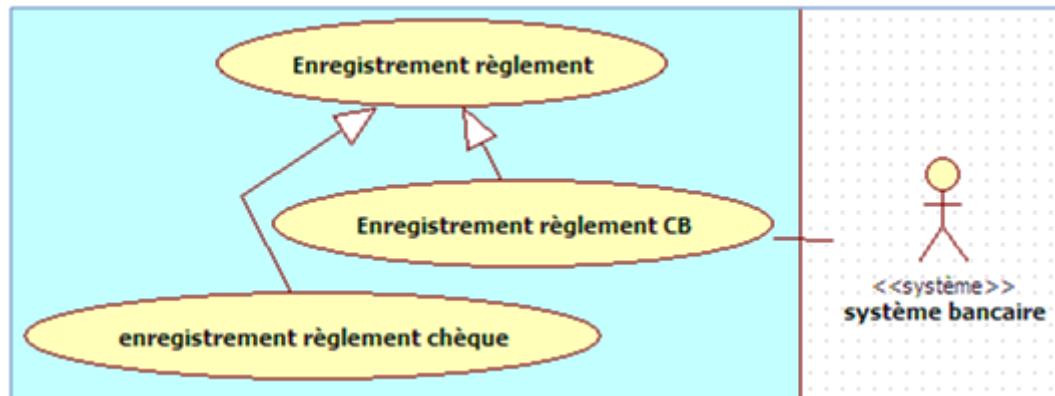 Enregistrement règlement
Enregistrement règlement CB
<<système>>
système bancaire
enregistrement règlement chèque